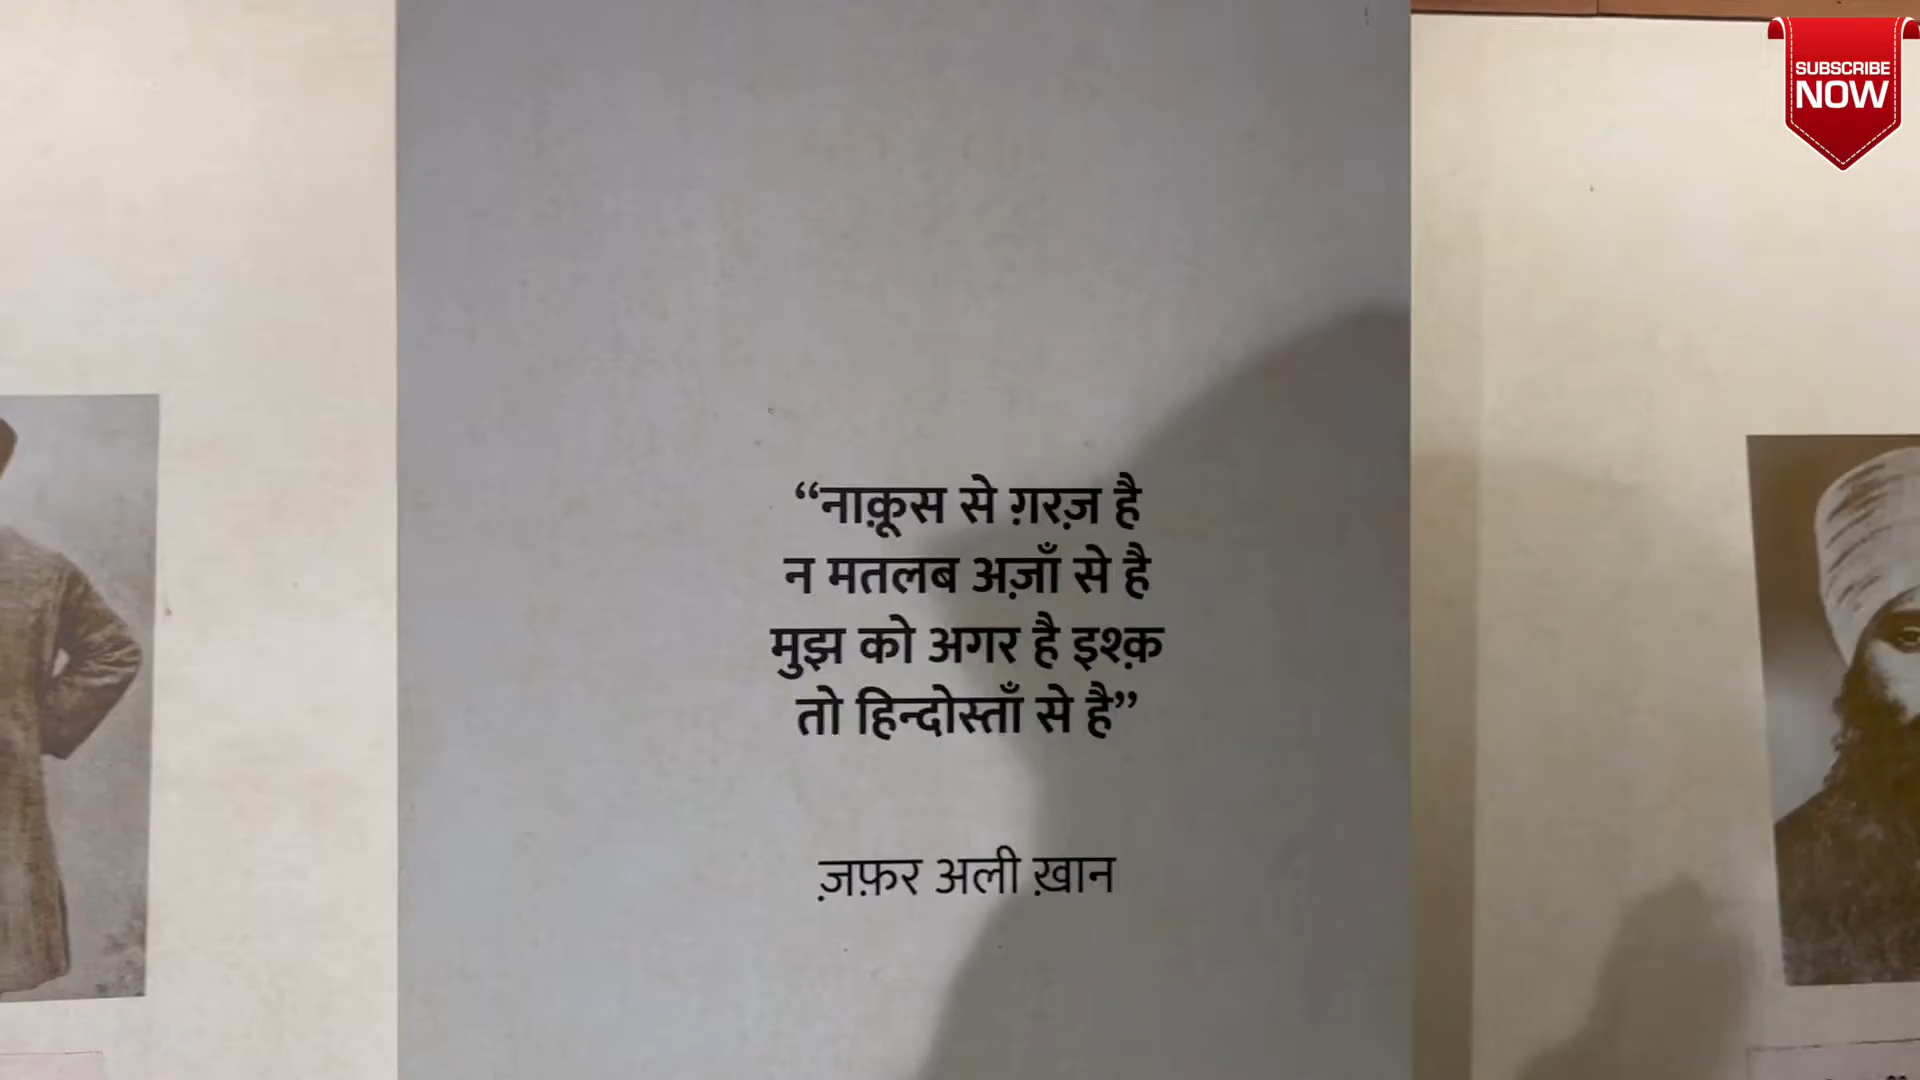 SUBSCRIBE
NOW
“नाक़ूस से ग़रज़ है
न मतलब अज़ाँ से है
मुझ को अगर है इश्क़
तो हिन्दोस्ताँ से है”
ज़फ़र अली ख़ान